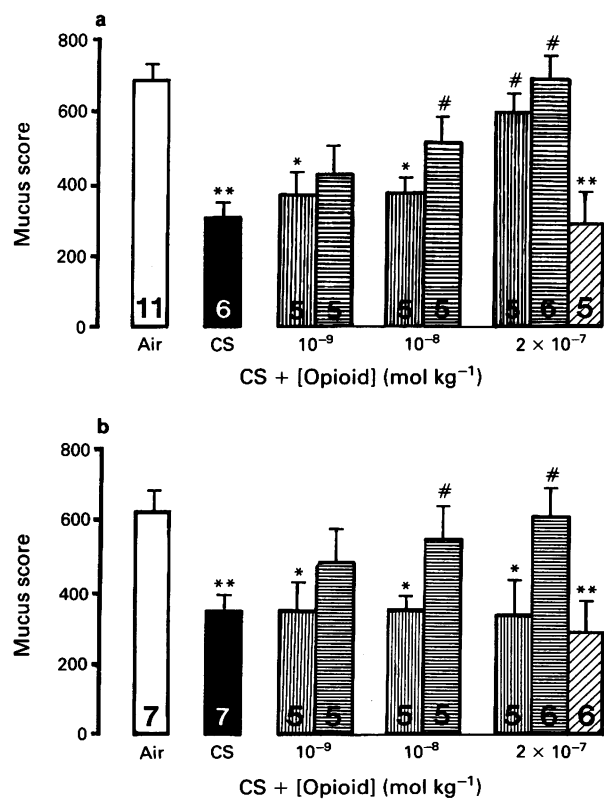 a
800
600
400
200
0
Mucus score
** * * # # # **
11 6 5 5 5 5 5 6 5
Air CS 10⁻⁹ 10⁻⁸ 2 × 10⁻⁷
CS + [Opioid] (mol kg⁻¹)
b
800
600
400
200
0
Mucus score
** * * # * # **
7 7 5 5 5 5 5 6 6
Air CS 10⁻⁹ 10⁻⁸ 2 × 10⁻⁷
CS + [Opioid] (mol kg⁻¹)